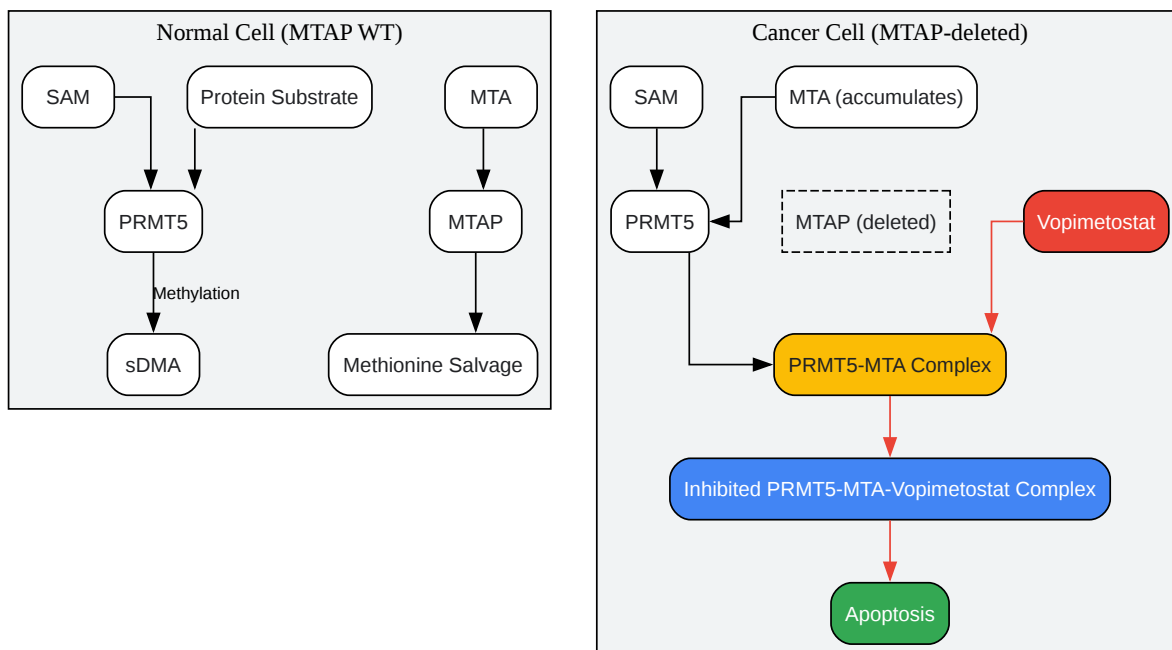 Normal Cell (MTAP WT)
SAM
Protein Substrate
MTA
PRMT5
MTAP
Methylation
sDMA
Methionine Salvage
Cancer Cell (MTAP-deleted)
SAM
MTA (accumulates)
PRMT5
MTAP (deleted)
Vopimetostat
PRMT5-MTA Complex
Inhibited PRMT5-MTA-Vopimetostat Complex
Apoptosis